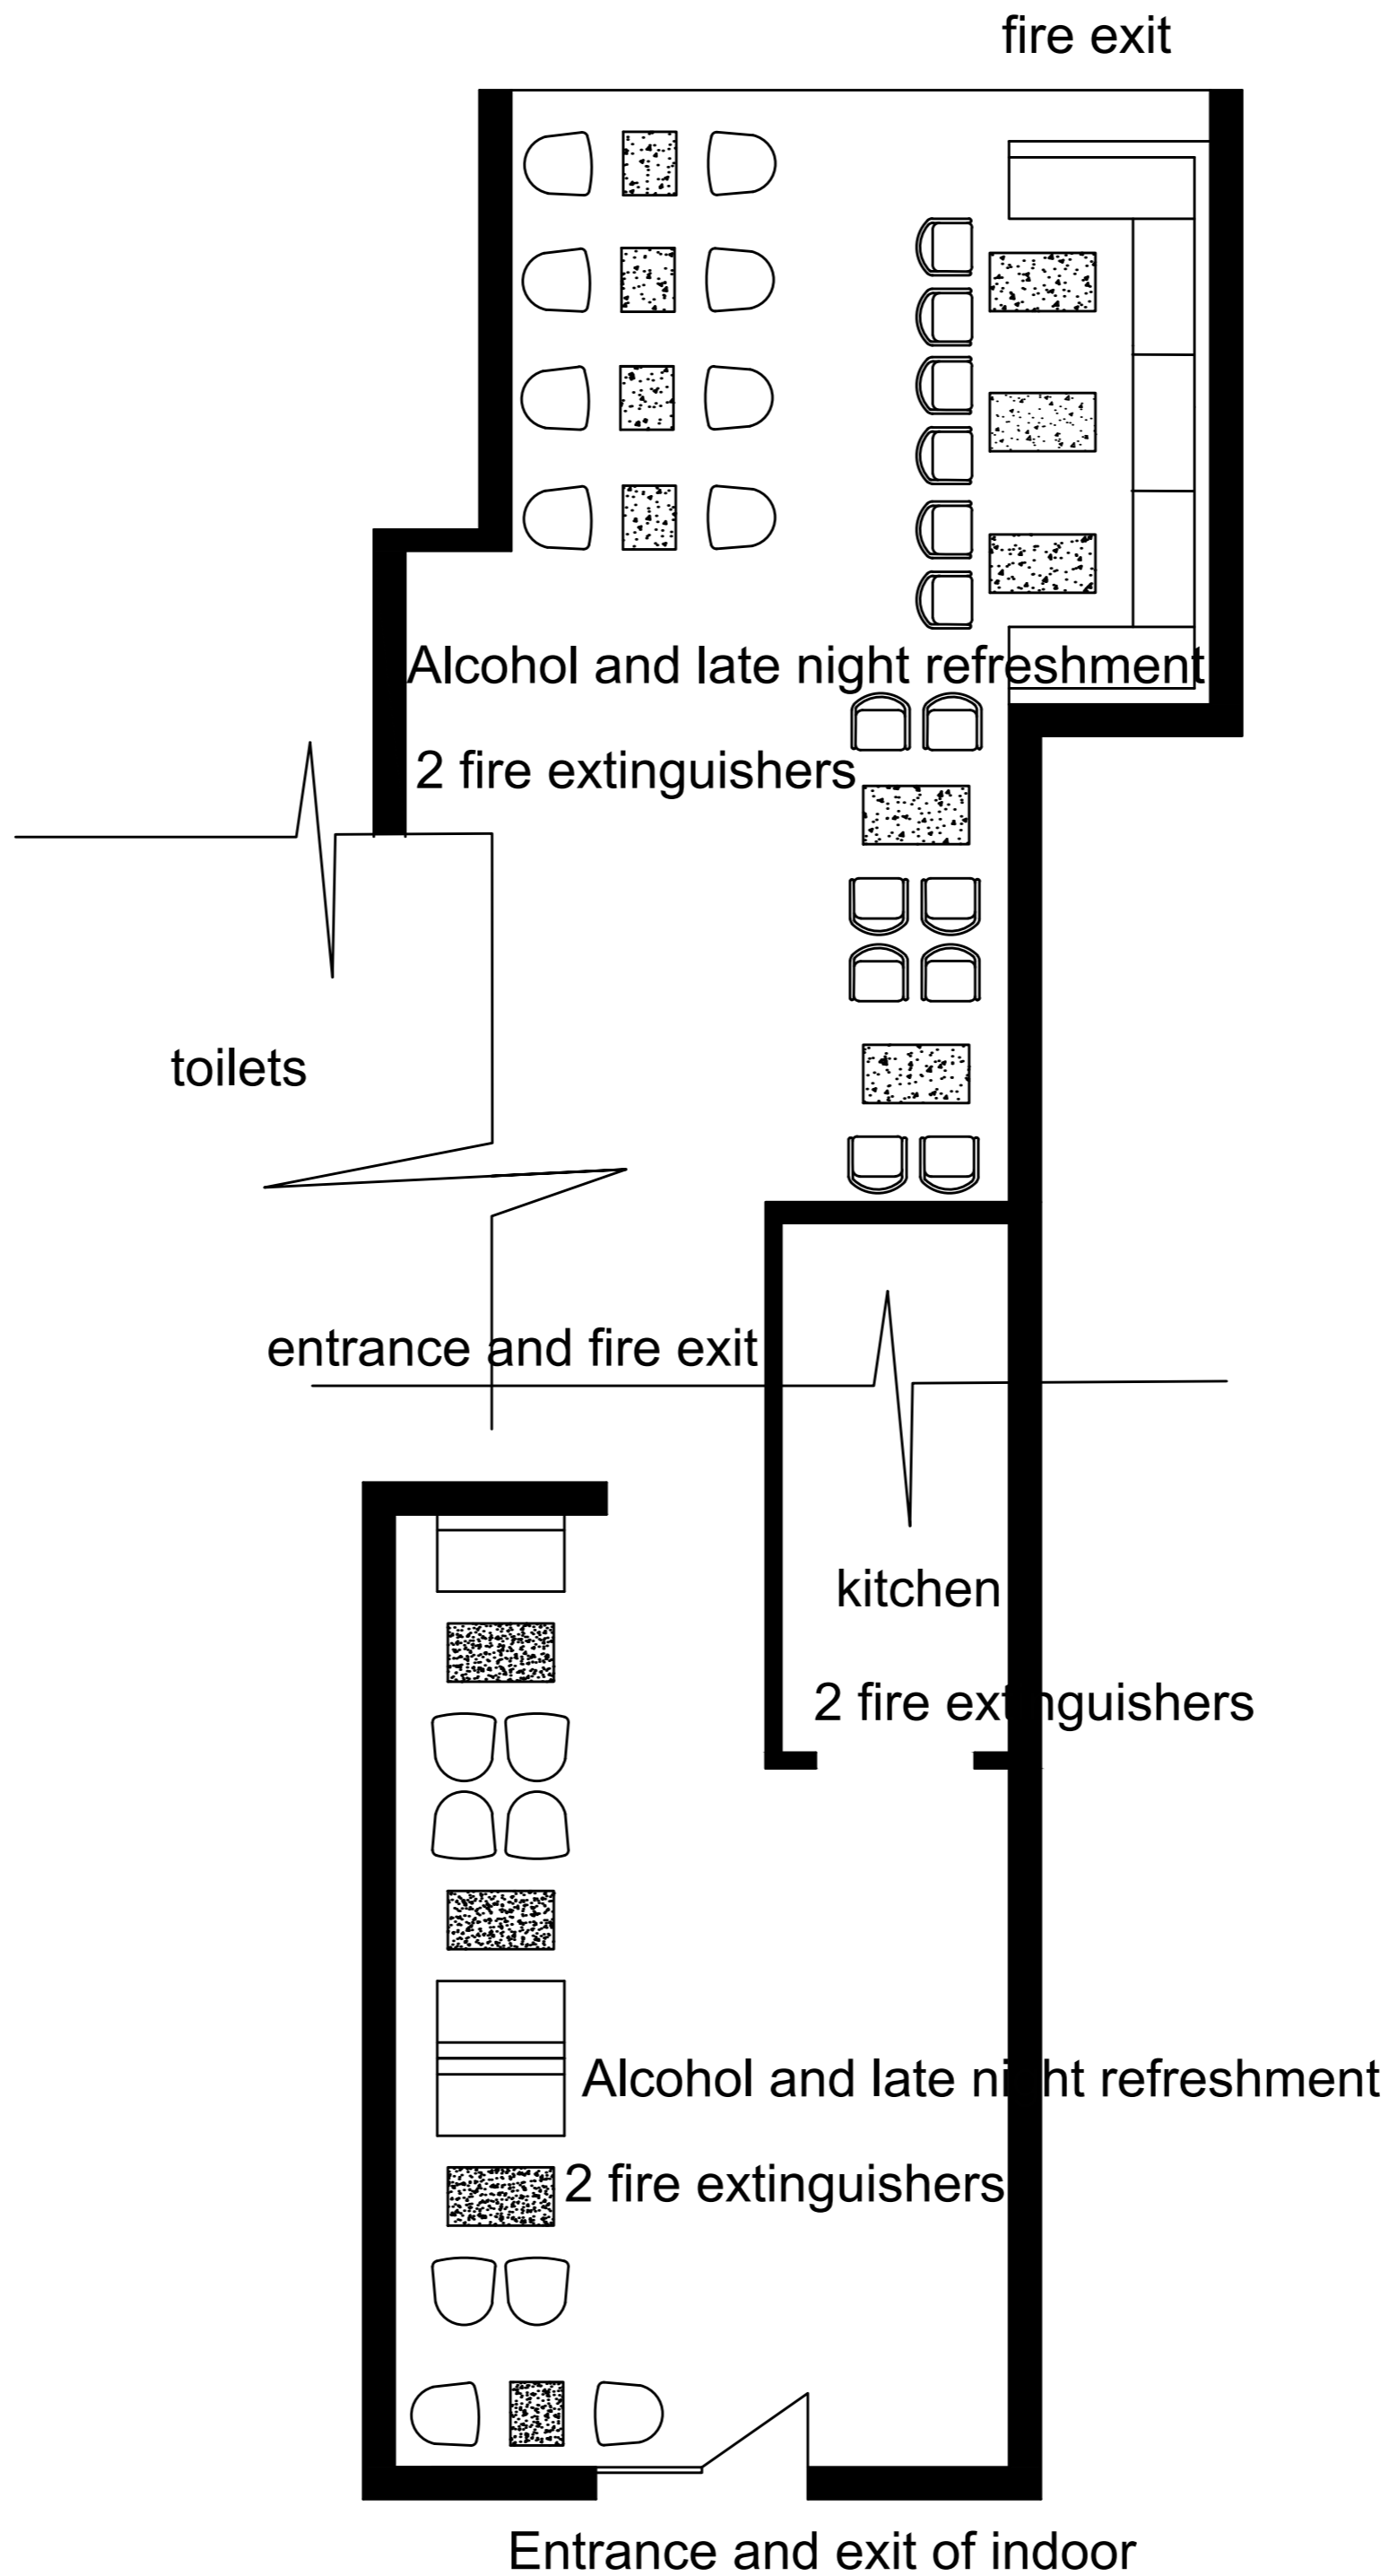 fire exit
Alcohol and late night refreshment
2 fire extinguishers
toilets
entrance and fire exit
kitchen
2 fire extinguishers
Alcohol and late night refreshment
2 fire extinguishers
Entrance and exit of indoor